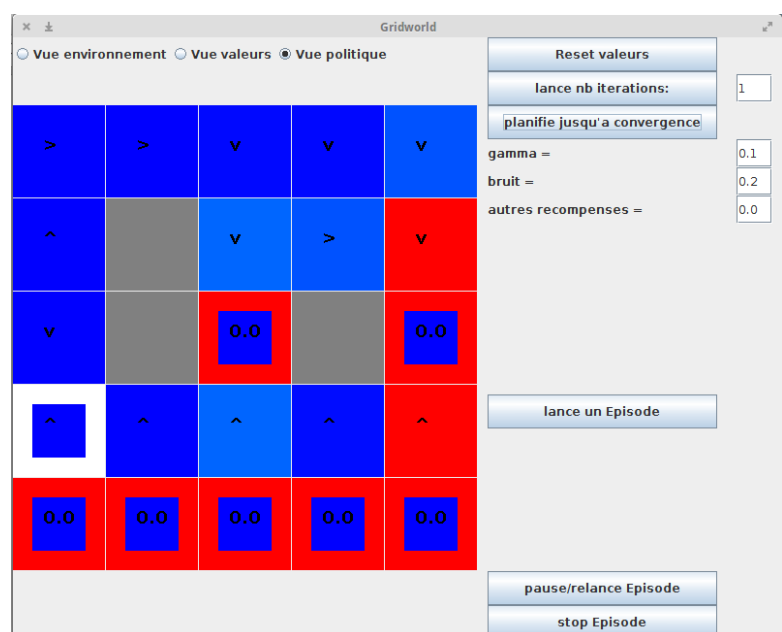 Gridworld
Vue environnement Vue valeurs Vue politique
Reset valeurs
lance nb iterations: 1
planifie jusqu'a convergence
gamma = 0.1
bruit = 0.2
autres recompenses = 0.0
> > v v v
^ v > v
v 0.0 0.0
^ ^ ^ ^ ^
0.0 0.0 0.0 0.0 0.0
lance un Episode
pause/relance Episode
stop Episode